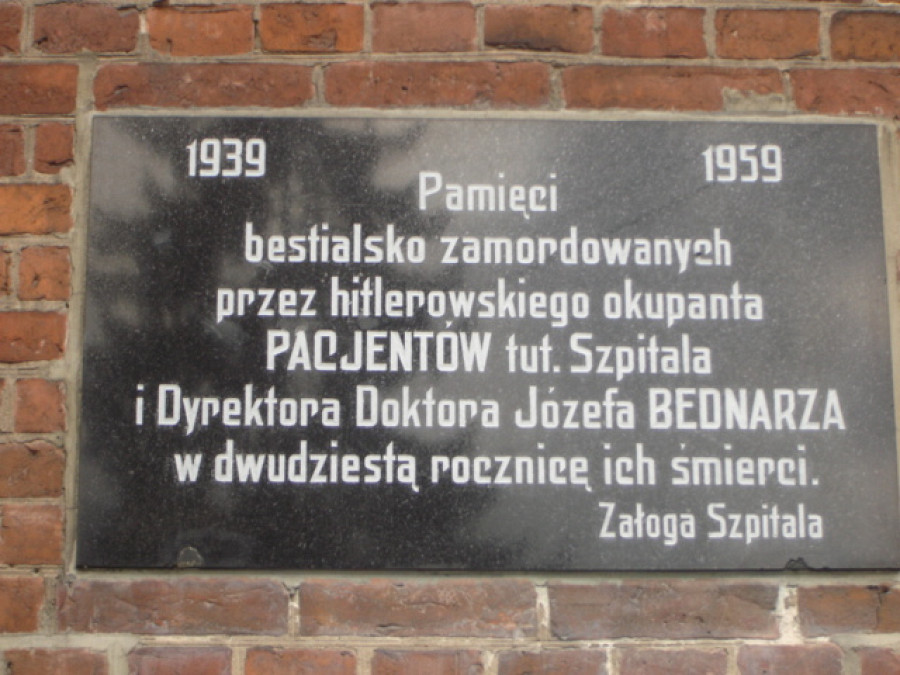 1939 1959
Pamięci
bestialsko zamordowanych
przez hitlerowskiego okupanta
PACJENTÓW tut. Szpitala
i Dyrektora Doktora Józefa BEDNARZA
w dwudziestą rocznicę ich śmierci.
Załoga Szpitala